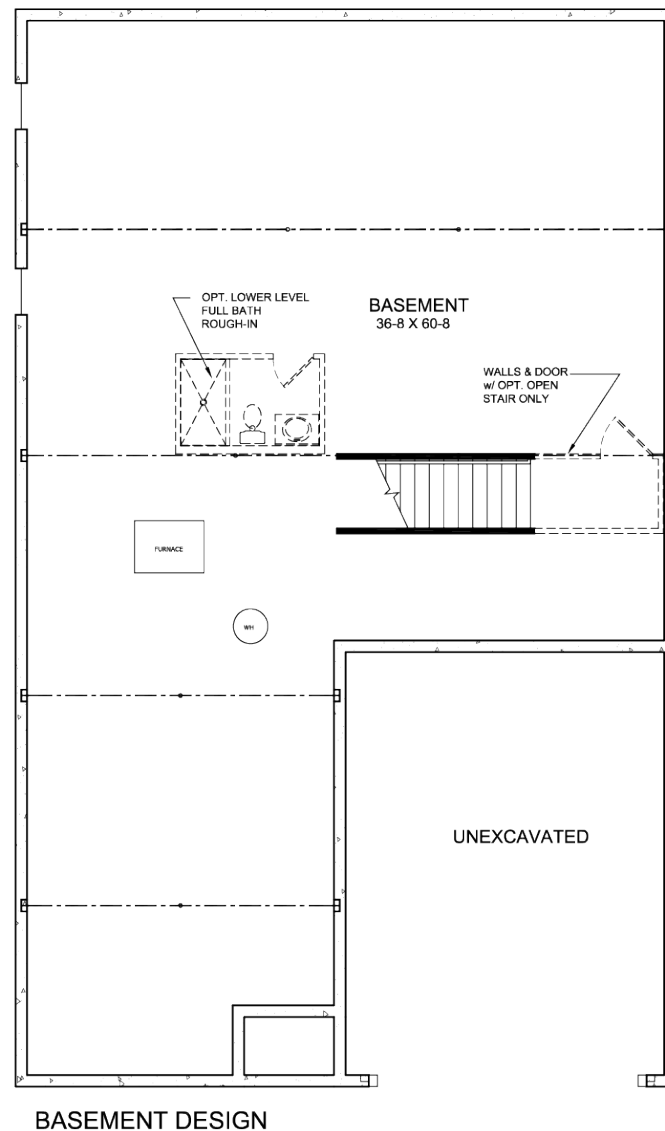 OPT. LOWER LEVEL
FULL BATH
ROUGH-IN
BASEMENT
36-8 X 60-8
WALLS & DOOR
w/ OPT. OPEN
STAIR ONLY
FURNACE
WH
UNEXCAVATED
BASEMENT DESIGN